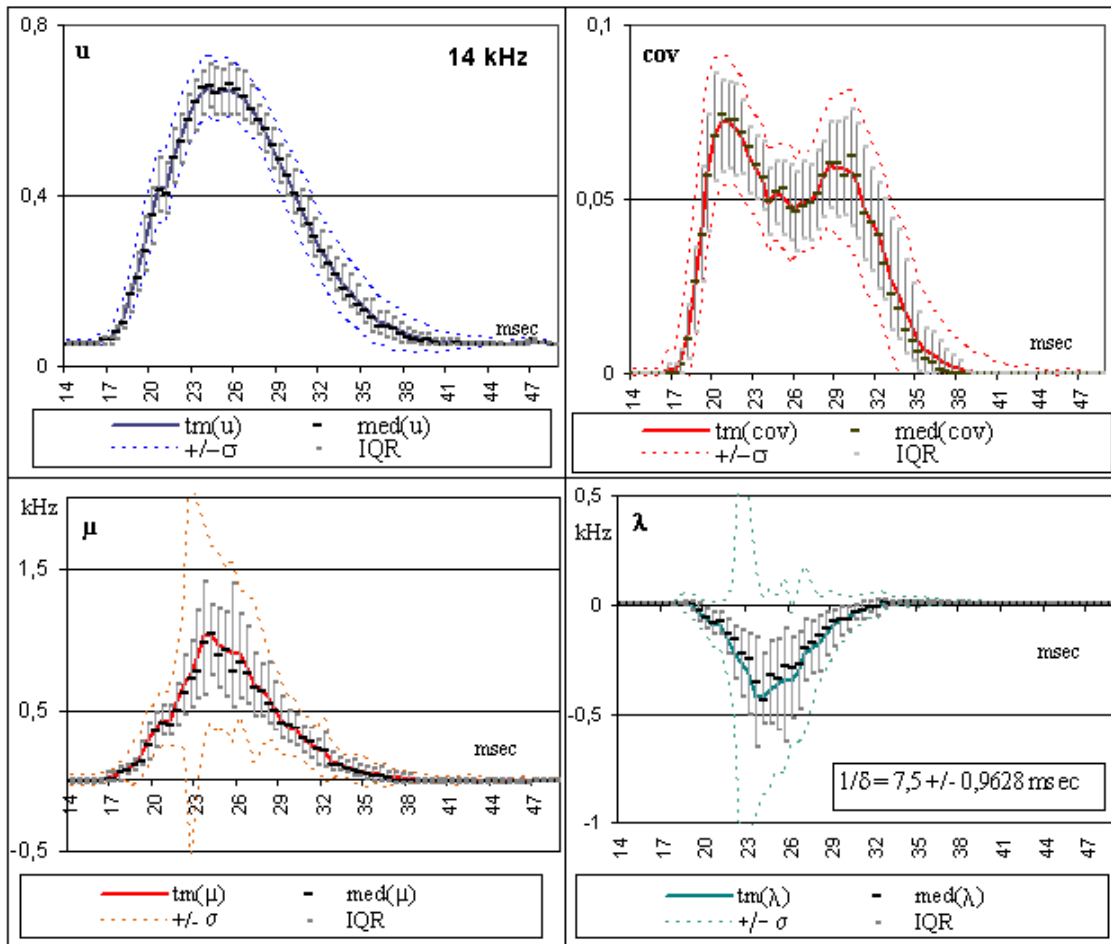 0,8
u
14 kHz
0,4
msec
0
14 17 20 23 26 29 32 35 38 41 44 47
tm(u) med(u)
+/-σ IQR
0,1
cov
0,05
msec
0
14 17 20 23 26 29 32 35 38 41 44 47
tm(cov) med(cov)
+/-σ IQR
kHz
μ
1,5
0,5
msec
14 17 20 23 26 29 32 35 38 41 44 47
-0,5
tm(μ) med(μ)
+/- σ IQR
0,5
kHz
λ
0
msec
-0,5
1/δ = 7,5 +/- 0,9628 msec
-1
14 17 20 23 26 29 32 35 38 41 44 47
tm(λ) med(λ)
+/- σ IQR